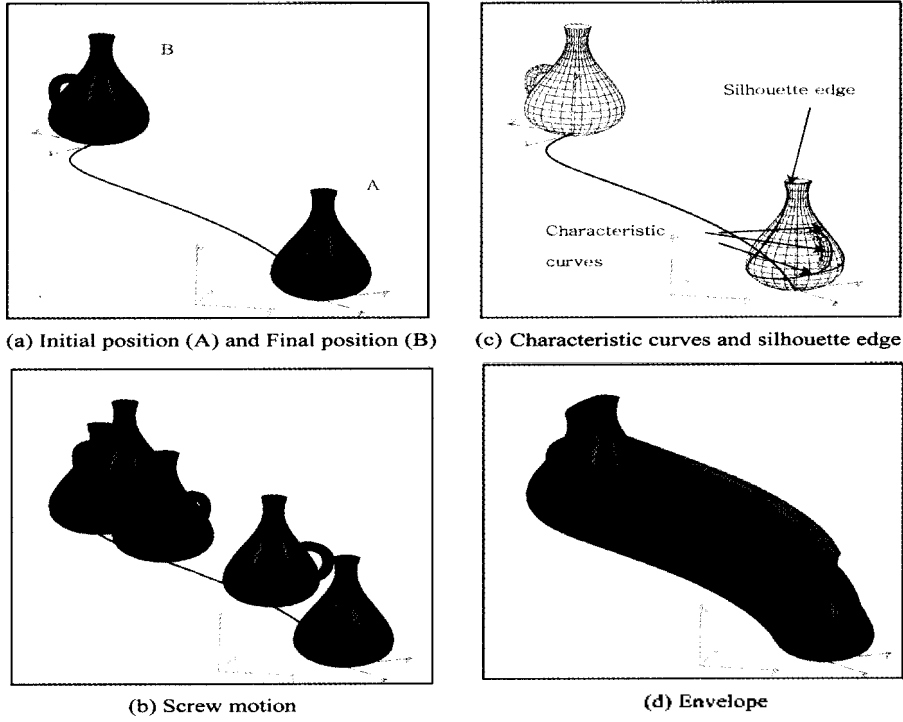 B
A
(a) Initial position (A) and Final position (B)
Silhouette edge
Characteristic
curves
(c) Characteristic curves and silhouette edge
(b) Screw motion
(d) Envelope